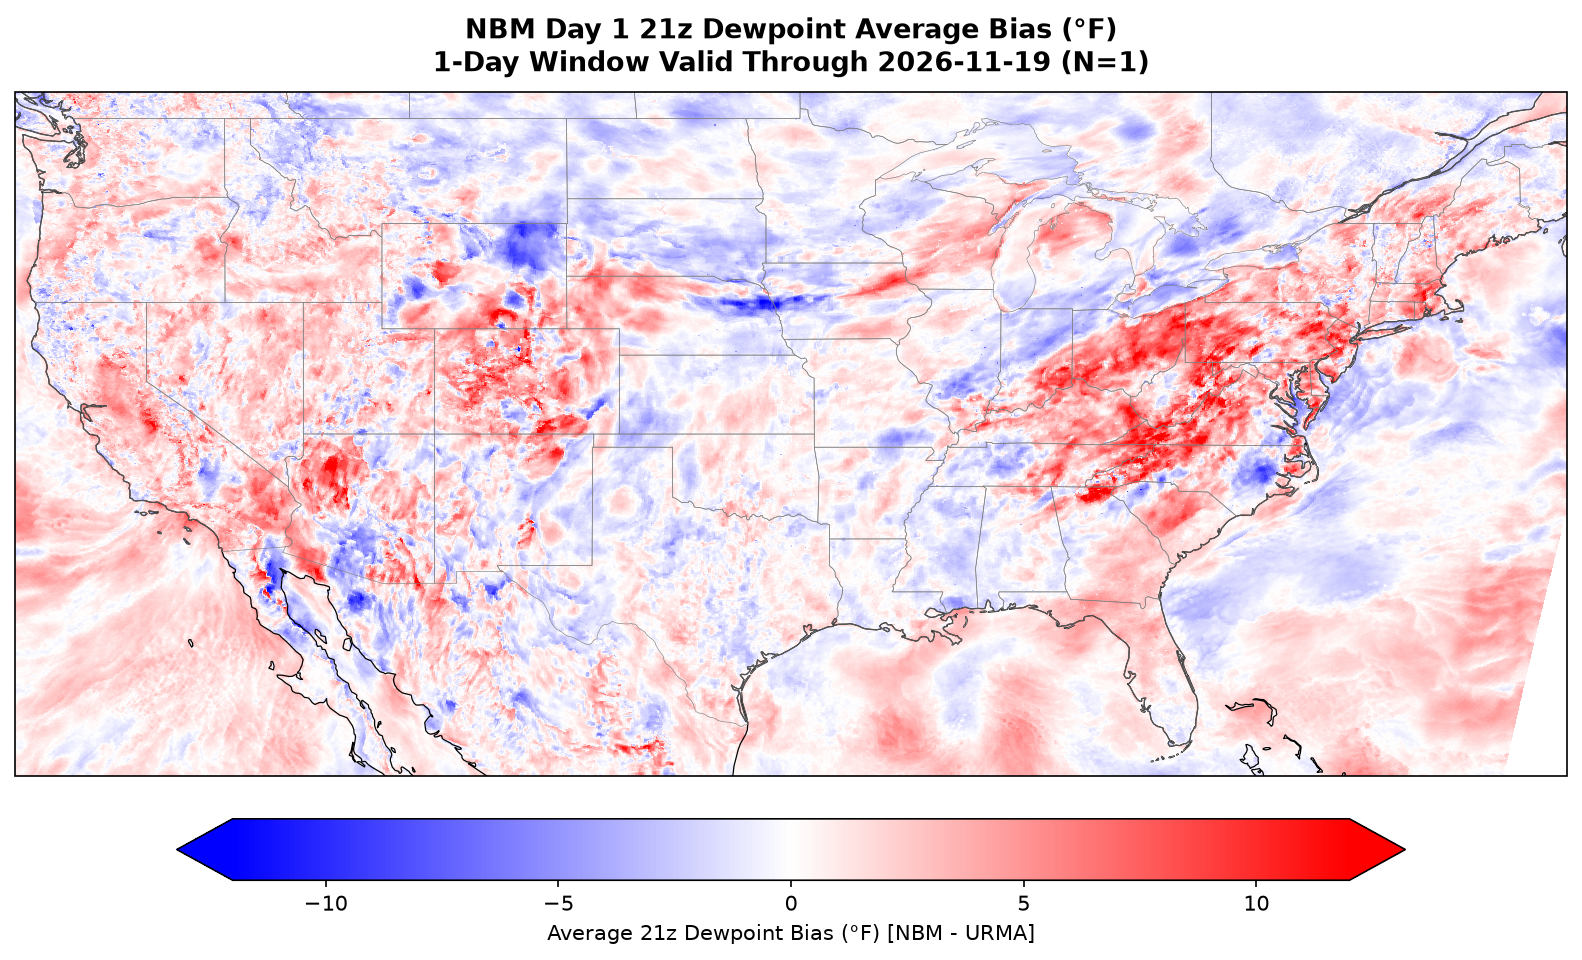 NBM Day 1 21z Dewpoint Average Bias (°F)
1-Day Window Valid Through 2026-11-19 (N=1)
−10 −5 0 5 10
Average 21z Dewpoint Bias (°F) [NBM - URMA]